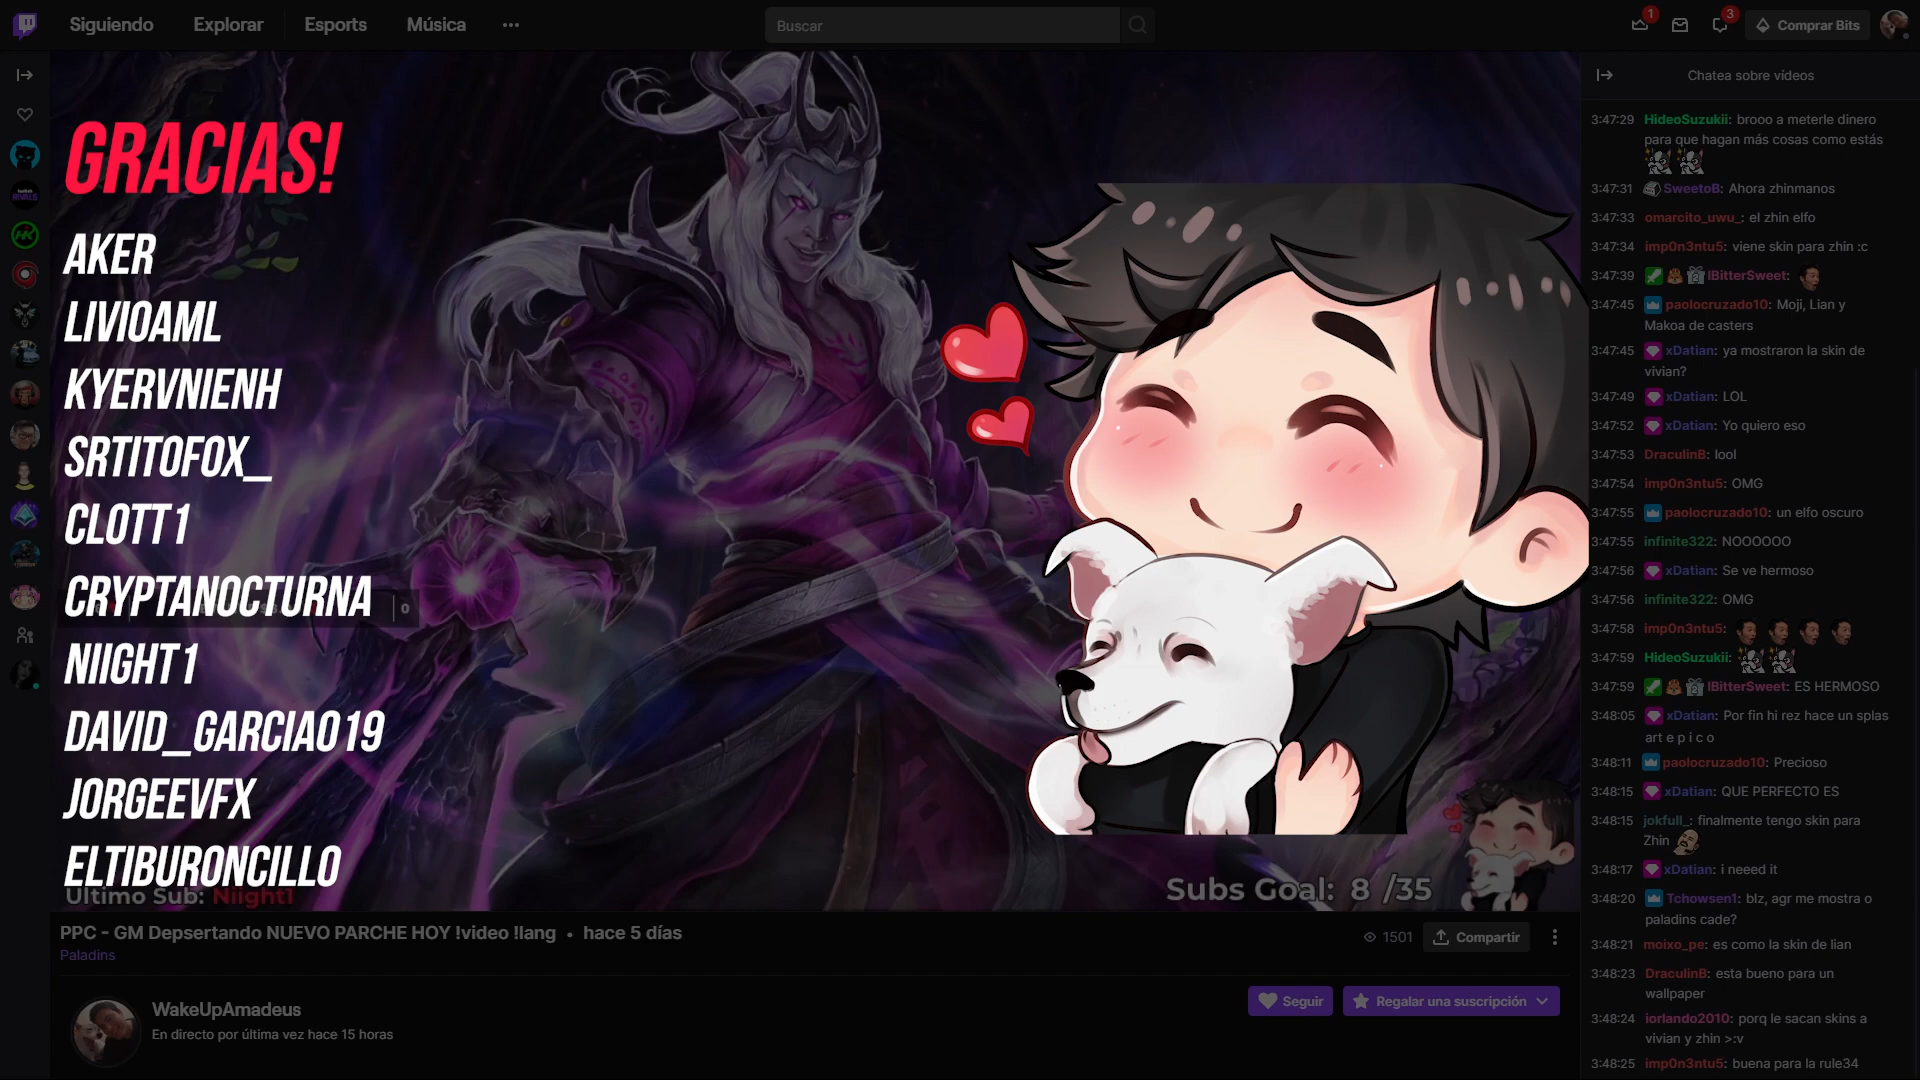 Siguiendo
Explorar
Esports
Música
Buscar
1
3
Comprar Bits
Chatea sobre vídeos
GRACIAS!
AKER
LIVIOAML
KYERVNIENH
SRTITOFOX_
CLOTT1
CRYPTANOCTURNA
0
NIIGHT1
DAVID_GARCIA019
JORGEEVFX
ELTIBURONCILLO
Ultimo Sub: Niight1
Subs Goal: 8 /35
PPC - GM Depsertando NUEVO PARCHE HOY !video !lang • hace 5 días
Paladins
1501
Compartir
WakeUpAmadeus
En directo por última vez hace 15 horas
Seguir
Regalar una suscripción
3:47:29 HideoSuzukii: brooo a meterle dinero
para que hagan más cosas como estás
3:47:31 SweetoB: Ahora zhinmanos
3:47:33 omarcito_uwu_: el zhin elfo
3:47:34 imp0n3ntu5: viene skin para zhin :c
3:47:39 IBitterSweet:
3:47:45 paolocruzado10: Moji, Lian y
Makoa de casters
3:47:45 xDatian: ya mostraron la skin de
vivian?
3:47:49 xDatian: LOL
3:47:52 xDatian: Yo quiero eso
3:47:53 DraculinB: lool
3:47:54 imp0n3ntu5: OMG
3:47:55 paolocruzado10: un elfo oscuro
3:47:55 infinite322: NOOOOOO
3:47:56 xDatian: Se ve hermoso
3:47:56 infinite322: OMG
3:47:58 imp0n3ntu5:
3:47:59 HideoSuzukii:
3:47:59 IBitterSweet: ES HERMOSO
3:48:05 xDatian: Por fin hi rez hace un splas
art e p i c o
3:48:11 paolocruzado10: Precioso
3:48:15 xDatian: QUE PERFECTO ES
3:48:15 jokfull_: finalmente tengo skin para
Zhin
3:48:17 xDatian: i neeed it
3:48:20 Tchowsen1: blz, agr me mostra o
paladins cade?
3:48:21 moixo_pe: es como la skin de lian
3:48:23 DraculinB: esta bueno para un
wallpaper
3:48:24 iorlando2010: porq le sacan skins a
vivian y zhin >:v
3:48:25 imp0n3ntu5: buena para la rule34